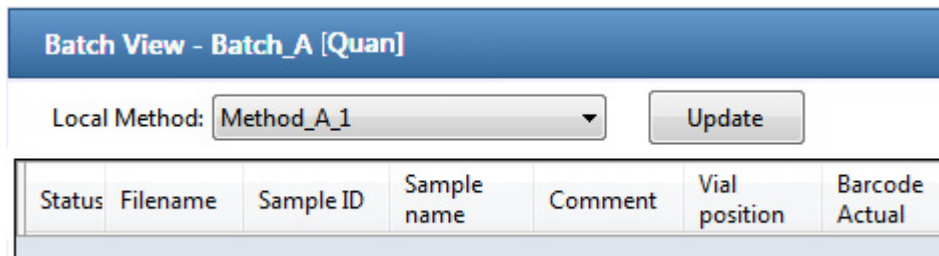 Batch View - Batch_A [Quan]
Local Method: Method_A_1 Update
Status Filename Sample ID Sample name Comment Vial position Barcode Actual